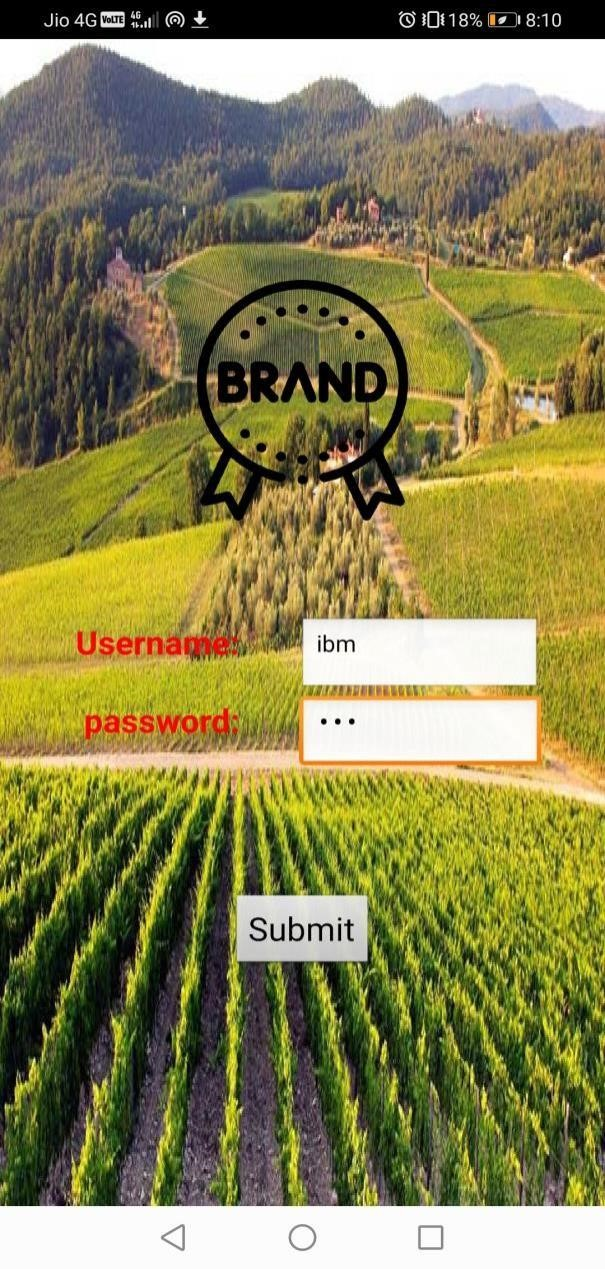 Jio 4G VoLTE 4G 18% 8:10
BRAND
Username: ibm
password: •••
Submit